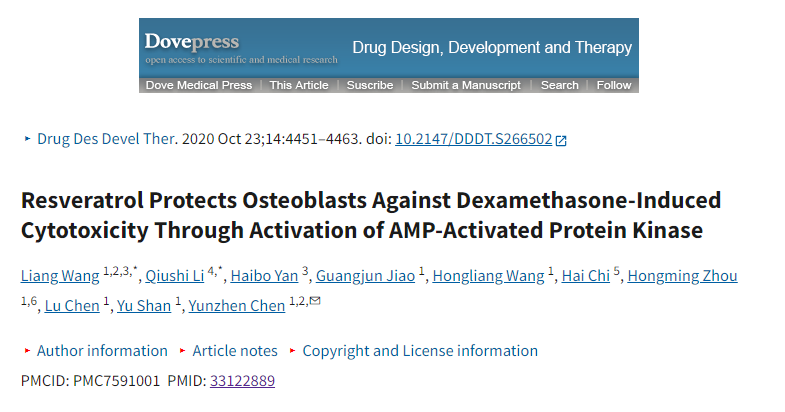 Dovepress
open access to scientific and medical research
Drug Design, Development and Therapy
Dove Medical Press | This Article | Suscribe | Submit a Manuscript | Search | Follow
Drug Des Devel Ther. 2020 Oct 23;14:4451–4463. doi: 10.2147/DDDT.S266502
Resveratrol Protects Osteoblasts Against Dexamethasone-Induced
Cytotoxicity Through Activation of AMP-Activated Protein Kinase
Liang Wang 1,2,3,*, Qiushi Li 4,*, Haibo Yan 3, Guangjun Jiao 1, Hongliang Wang 1, Hai Chi 5, Hongming Zhou
1,6, Lu Chen 1, Yu Shan 1, Yunzhen Chen 1,2,✉
▸ Author information ▸ Article notes ▸ Copyright and License information
PMCID: PMC7591001 PMID: 33122889